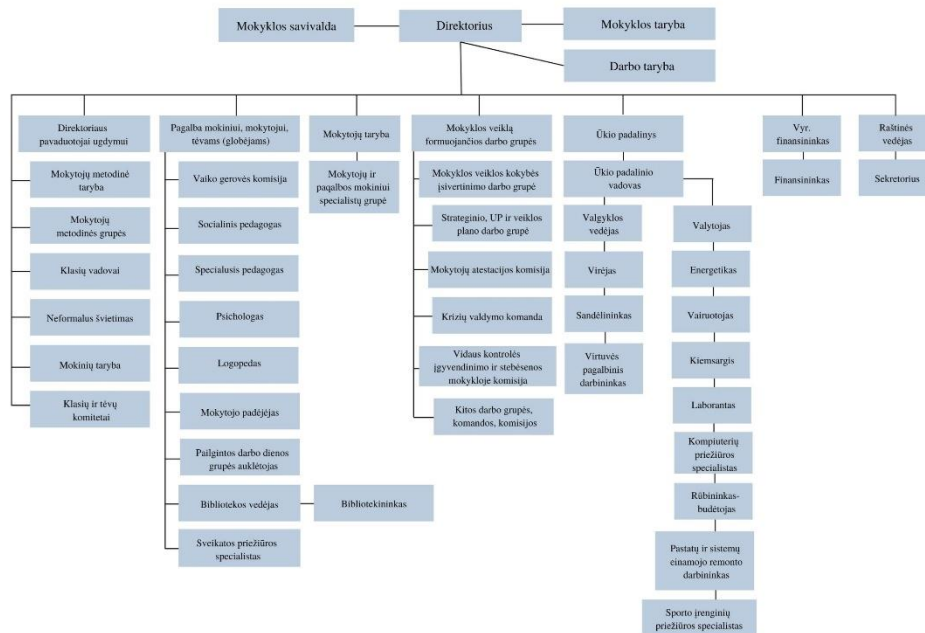 Mokyklos savivalda
Direktorius
Mokyklos taryba
Darbo taryba
Direktoriaus
pavaduotojai ugdymui
Mokytojų metodinė
taryba
Mokytojų
metodinės grupės
Klasių vadovai
Neformalus švietimas
Mokinių taryba
Klasių ir tėvų
komitetai
Pagalba mokiniui, mokytojui,
tėvams (globėjams)
Vaiko gerovės komisija
Socialinis pedagogas
Specialusis pedagogas
Psichologas
Logopedas
Mokytojo padėjėjas
Pailgintos darbo dienos
grupės auklėtojas
Bibliotekos vedėjas
Bibliotekininkas
Sveikatos priežiūros
specialistas
Mokytojų taryba
Mokytojų ir
paqalbos mokiniui
specialistų grupė
Mokyklos veiklą
formuojančios darbo grupės
Mokyklos veiklos kokybės
įsivertinimo darbo grupė
Strateginio, UP ir veiklos
plano darbo grupė
Mokytojų atestacijos komisija
Krizių valdymo komanda
Vidaus kontrolės
įgyvendinimo ir stebėsenos
mokykloje komisija
Kitos darbo grupės,
komandos, komisijos
Ūkio padalinys
Ūkio padalinio
vadovas
Valgyklos
vedėjas
Virėjas
Sandėlininkas
Virtuvės
pagalbinis
darbininkas
Valytojas
Energetikas
Vairuotojas
Kiemsargis
Laborantas
Kompiuterių
priežiūros
specialistas
Rūbininkas-
budėtojas
Pastatų ir sistemų
einamojo remonto
darbininkas
Sporto įrenginių
priežiūros specialistas
Vyr.
finansininkas
Finansininkas
Raštinės
vedėjas
Sekretorius